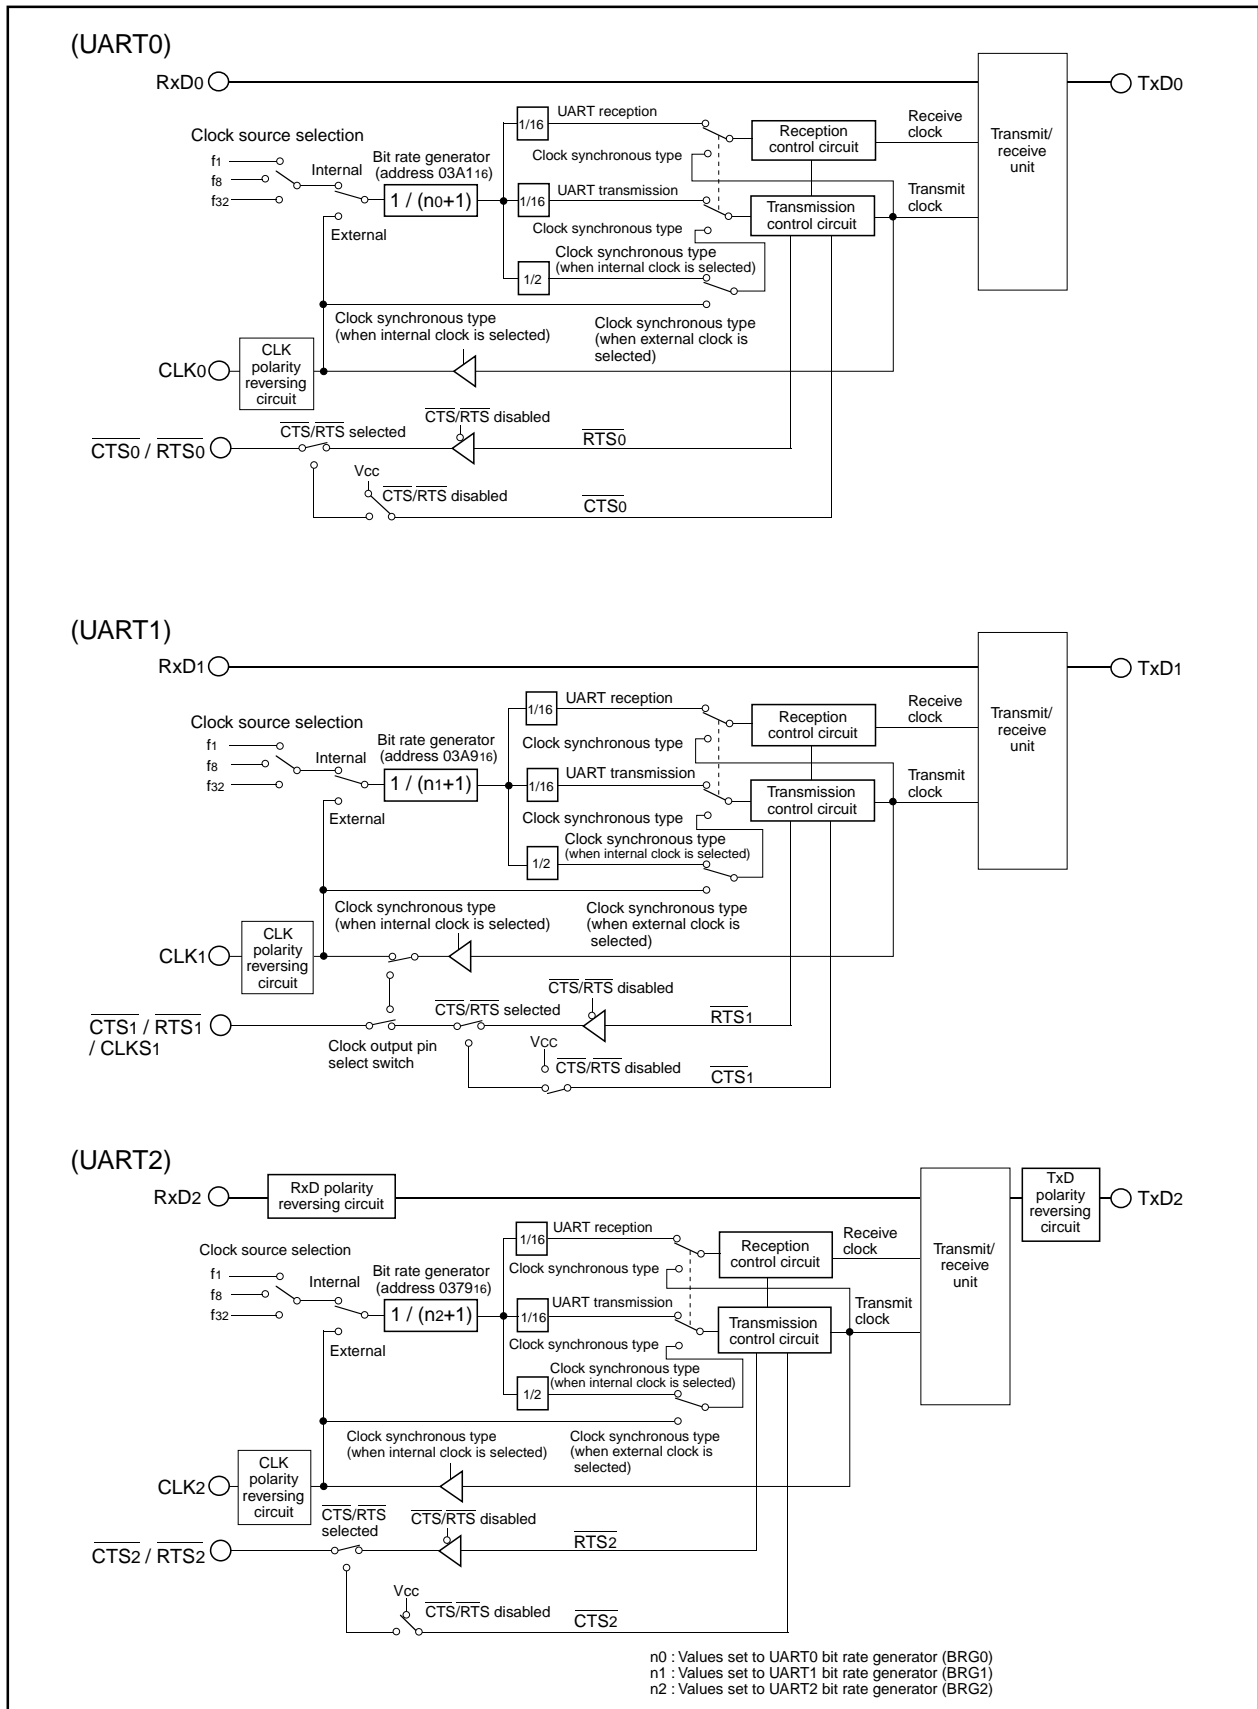 (UART0)
RxD0
TxD0
Clock source selection
f1
f8
f32
Internal
External
Bit rate generator
(address 03A116)
1 / (n0+1)
1/16
UART reception
Clock synchronous type
1/16
UART transmission
Clock synchronous type
1/2
Clock synchronous type
(when internal clock is selected)
Reception
control circuit
Transmission
control circuit
Receive
clock
Transmit
clock
Transmit/
receive
unit
Clock synchronous type
(when internal clock is selected)
Clock synchronous type
(when external clock is
selected)
CLK0
CLK
polarity
reversing
circuit
CTS0 / RTS0
CTS/RTS selected
CTS/RTS disabled
RTS0
Vcc
CTS/RTS disabled
CTS0
(UART1)
RxD1
TxD1
Clock source selection
f1
f8
f32
Internal
External
Bit rate generator
(address 03A916)
1 / (n1+1)
1/16
UART reception
Clock synchronous type
1/16
UART transmission
Clock synchronous type
1/2
Clock synchronous type
(when internal clock is selected)
Reception
control circuit
Transmission
control circuit
Receive
clock
Transmit
clock
Transmit/
receive
unit
Clock synchronous type
(when internal clock is selected)
Clock synchronous type
(when external clock is
selected)
CLK1
CLK
polarity
reversing
circuit
CTS1 / RTS1
/ CLKS1
Clock output pin
select switch
CTS/RTS selected
CTS/RTS disabled
RTS1
VCC
CTS/RTS disabled
CTS1
(UART2)
RxD2
RxD polarity
reversing circuit
TxD
polarity
reversing
circuit
TxD2
Clock source selection
f1
f8
f32
Internal
External
Bit rate generator
(address 037916)
1 / (n2+1)
1/16
UART reception
Clock synchronous type
1/16
UART transmission
Clock synchronous type
1/2
Clock synchronous type
(when internal clock is selected)
Reception
control circuit
Transmission
control circuit
Receive
clock
Transmit
clock
Transmit/
receive
unit
Clock synchronous type
(when internal clock is selected)
Clock synchronous type
(when external clock is
selected)
CLK2
CLK
polarity
reversing
circuit
CTS2 / RTS2
CTS/RTS
selected
CTS/RTS disabled
RTS2
Vcc
CTS/RTS disabled
CTS2
n0 : Values set to UART0 bit rate generator (BRG0)
n1 : Values set to UART1 bit rate generator (BRG1)
n2 : Values set to UART2 bit rate generator (BRG2)